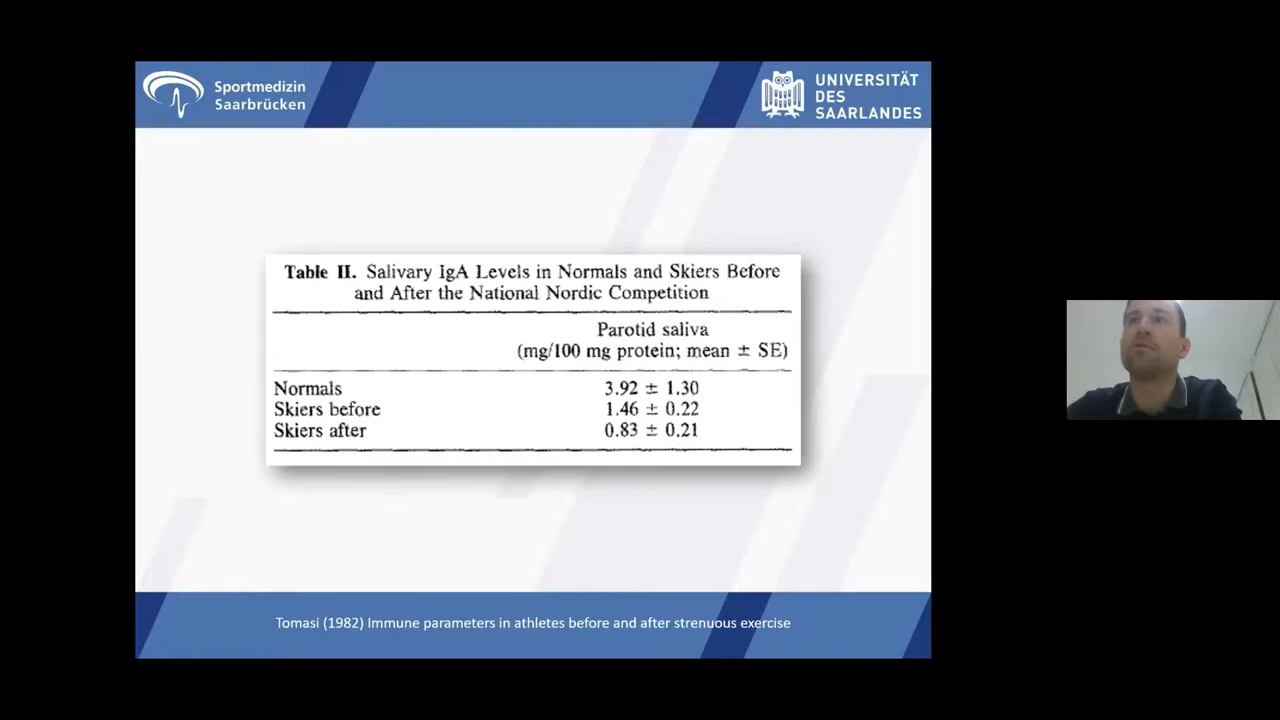 Sportmedizin
Saarbrücken
UNIVERSITÄT
DES
SAARLANDES
Table II. Salivary IgA Levels in Normals and Skiers Before
and After the National Nordic Competition
Parotid saliva
(mg/100 mg protein; mean ± SE)
Normals 3.92 ± 1.30
Skiers before 1.46 ± 0.22
Skiers after 0.83 ± 0.21
Tomasi (1982) Immune parameters in athletes before and after strenuous exercise